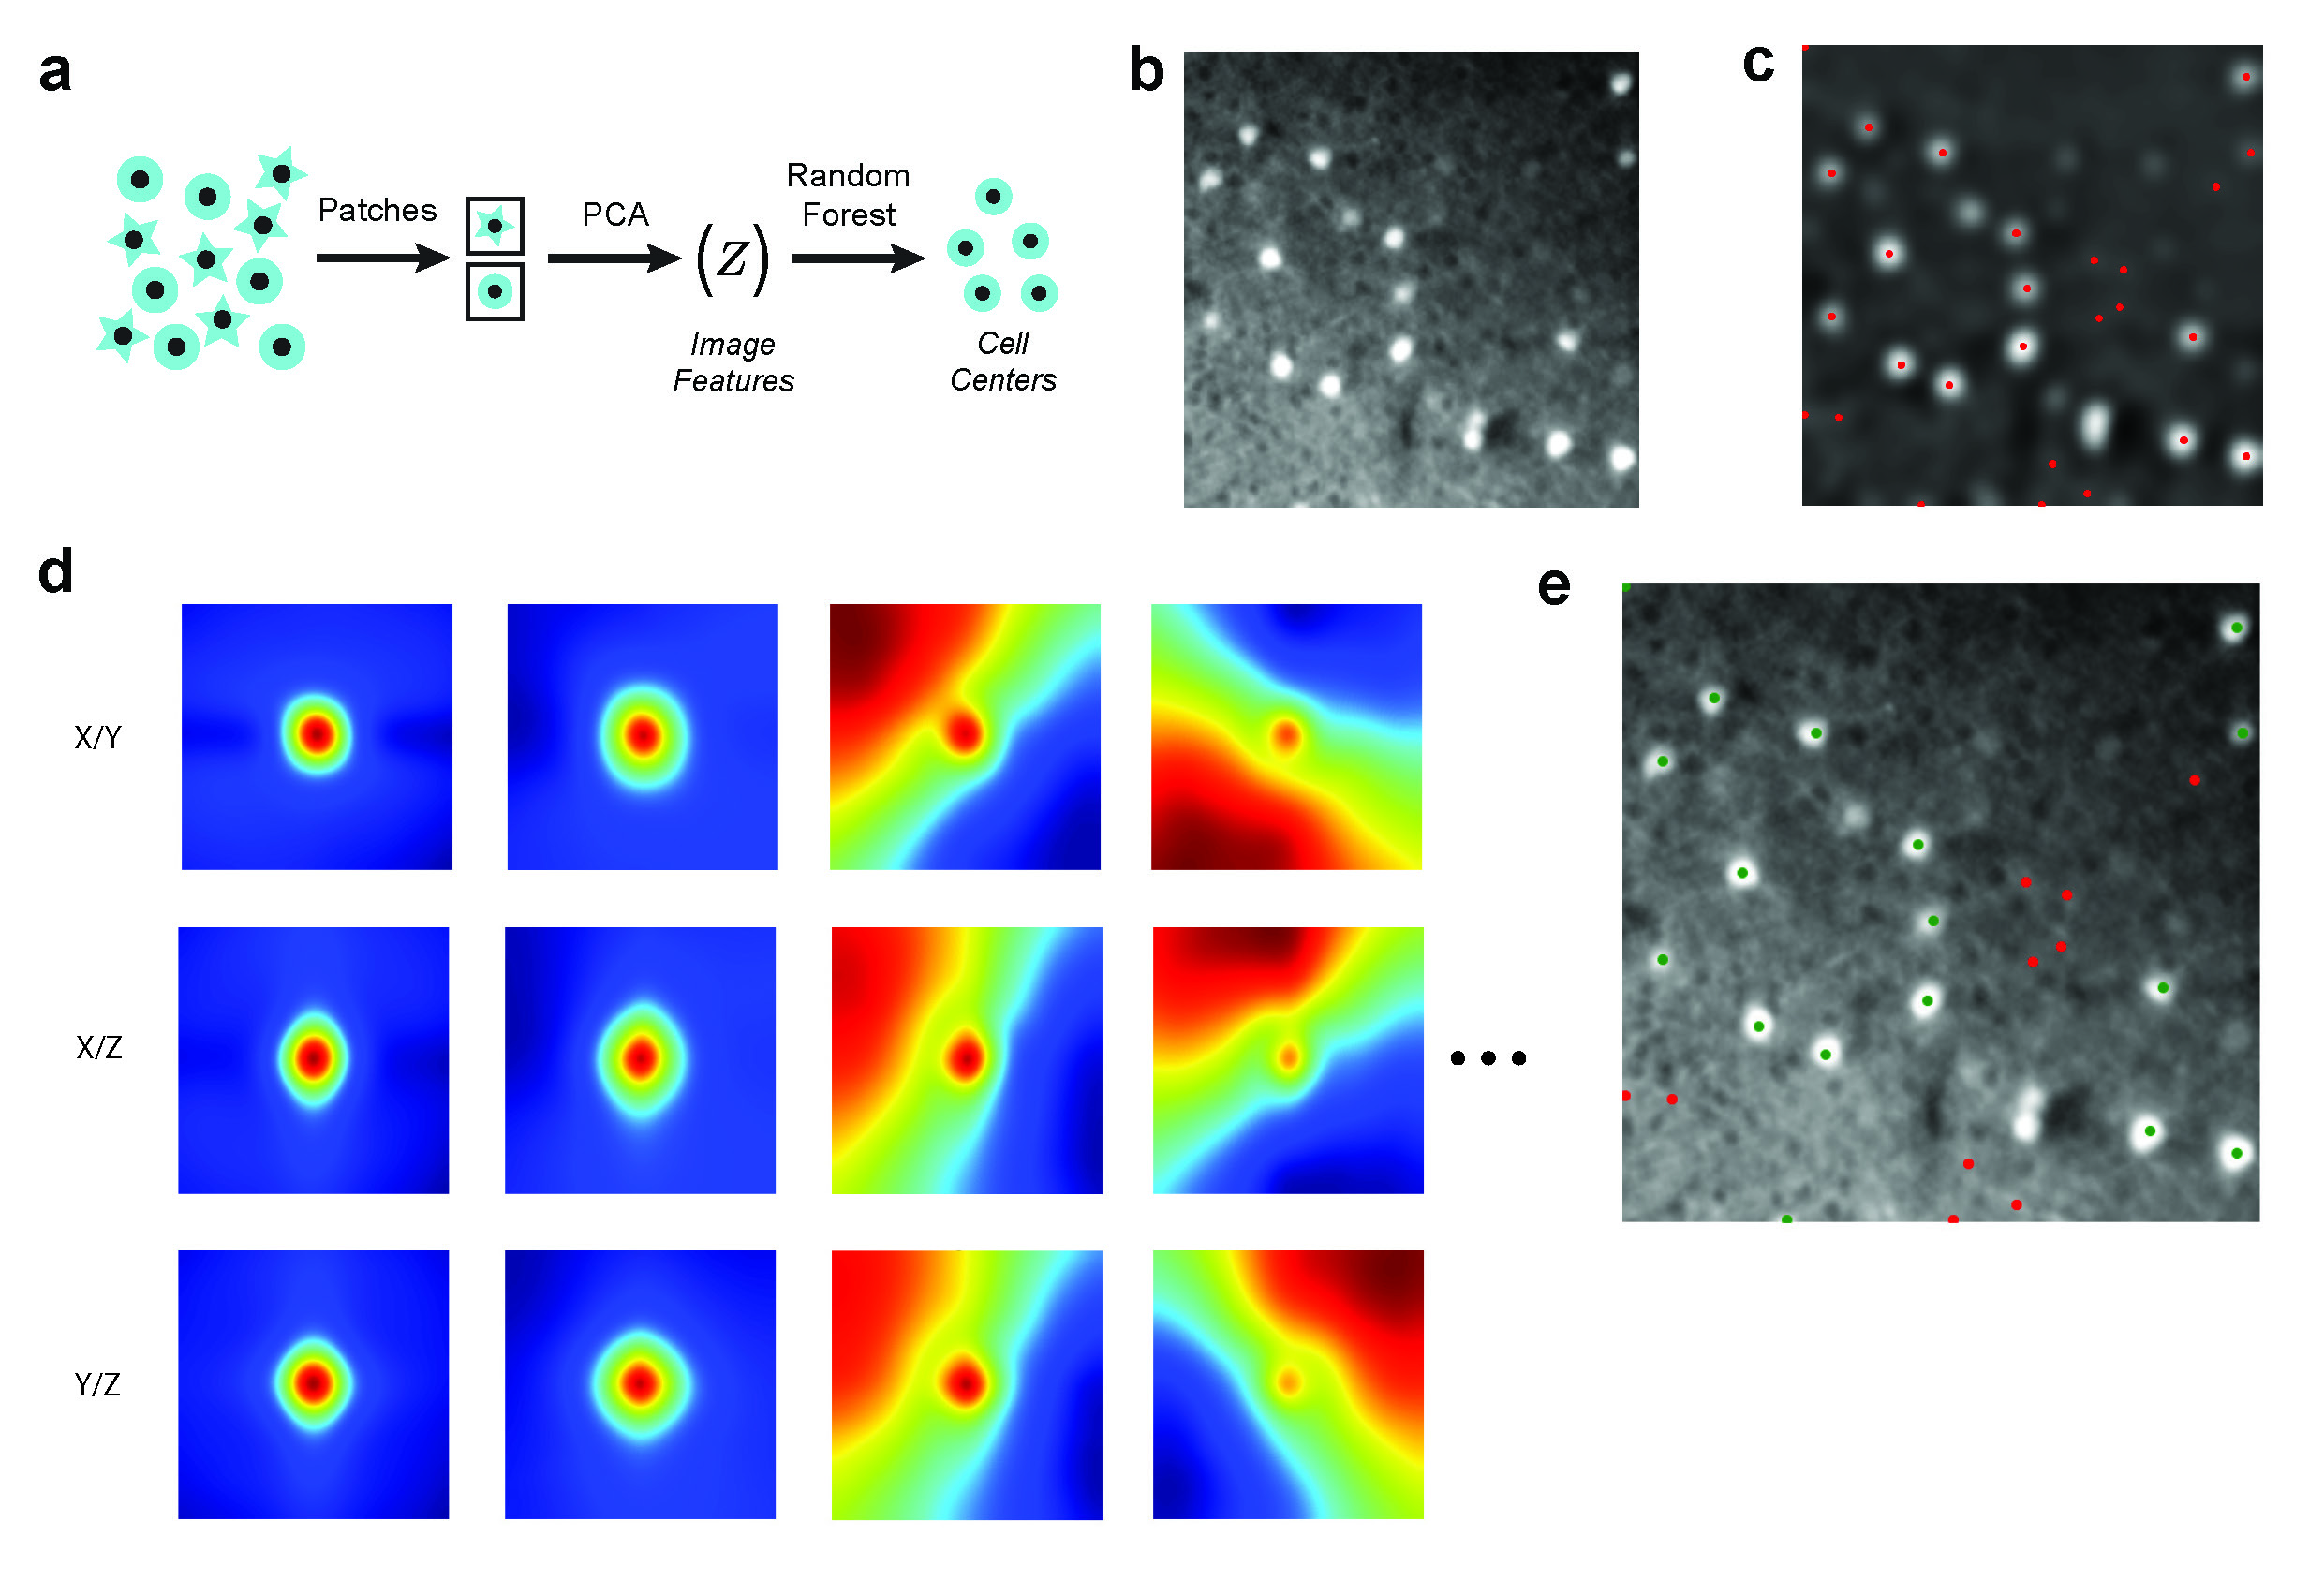 a
Patches
PCA
(Z)
Random
Forest
Image
Features
Cell
Centers
b
c
d
X/Y
X/Z
Y/Z
e